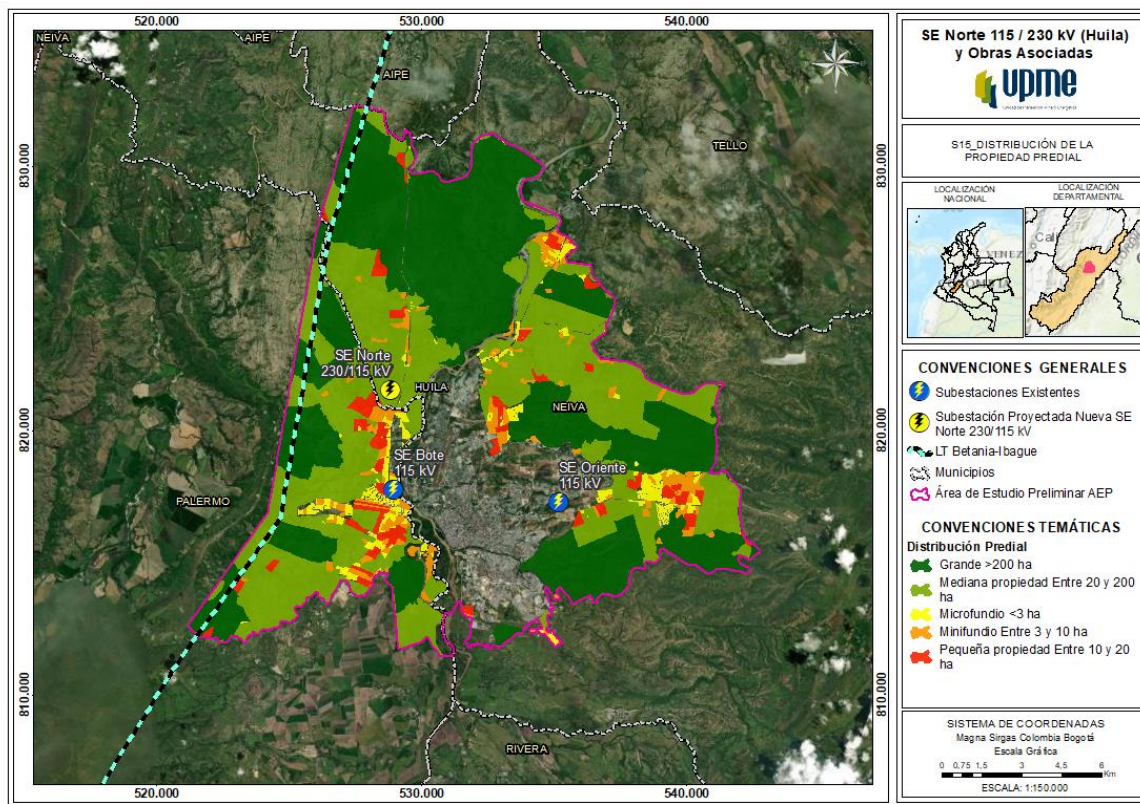 520.000
530.000
540.000
NEIVA
AIPE
AIPE
TELLO
830.000
830.000
SE Norte
230/115 kV
HUILA
NEIVA
820.000
820.000
SE Bote
115 kV
SE Oriente
115 kV
PALERMO
810.000
810.000
RIVERA
520.000
530.000
540.000
SE Norte 115 / 230 kV (Huila)
y Obras Asociadas
upme
S15_DISTRIBUCIÓN DE LA
PROPIEDAD PREDIAL
LOCALIZACIÓN
NACIONAL
LOCALIZACIÓN
DEPARTAMENTAL
VENEZ
Cali
CONVENCIONES GENERALES
Subestaciones Existentes
Subestación Proyectada Nueva SE
Norte 230/115 kV
LT Betania-Ibague
Municipios
Área de Estudio Preliminar AEP
CONVENCIONES TEMÁTICAS
Distribución Predial
Grande >200 ha
Mediana propiedad Entre 20 y 200
ha
Microfundio <3 ha
Minifundio Entre 3 y 10 ha
Pequeña propiedad Entre 10 y 20
ha
SISTEMA DE COORDENADAS
Magna Sirgas Colombia Bogotá
Escala Gráfica
0 0,75 1,5 3 4,5 6
Km
ESCALA: 1:150.000